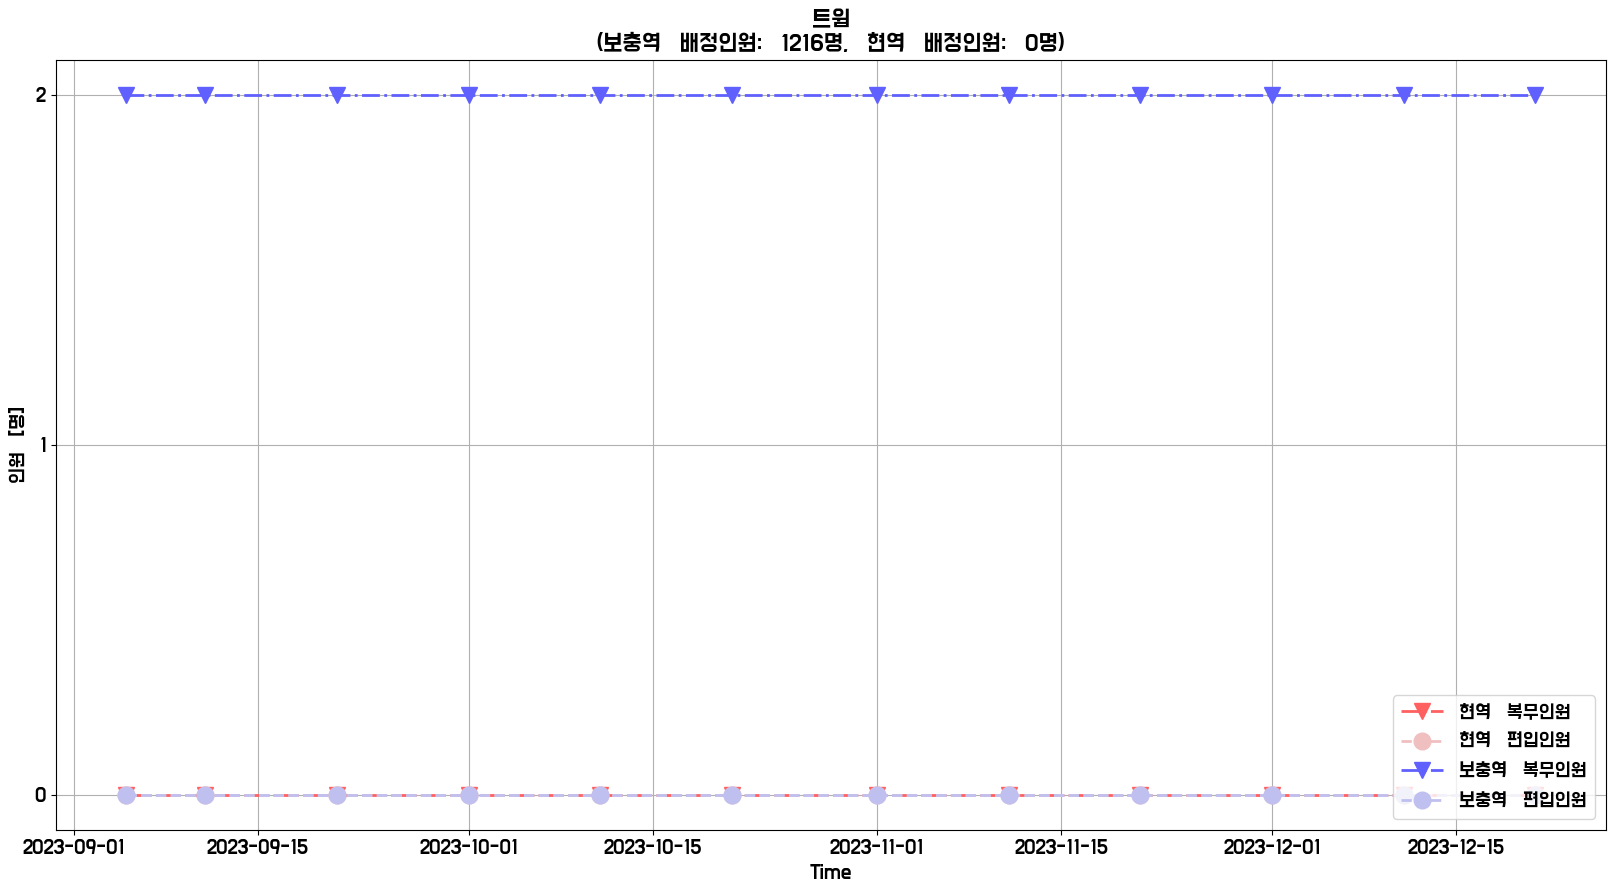 트윕
(보충역 배정인원: 1216명, 현역 배정인원: 0명)
2
1
0
인원 [명]
2023-09-01 2023-09-15 2023-10-01 2023-10-15 2023-11-01 2023-11-15 2023-12-01 2023-12-15
Time
현역 복무인원
현역 편입인원
보충역 복무인원
보충역 편입인원